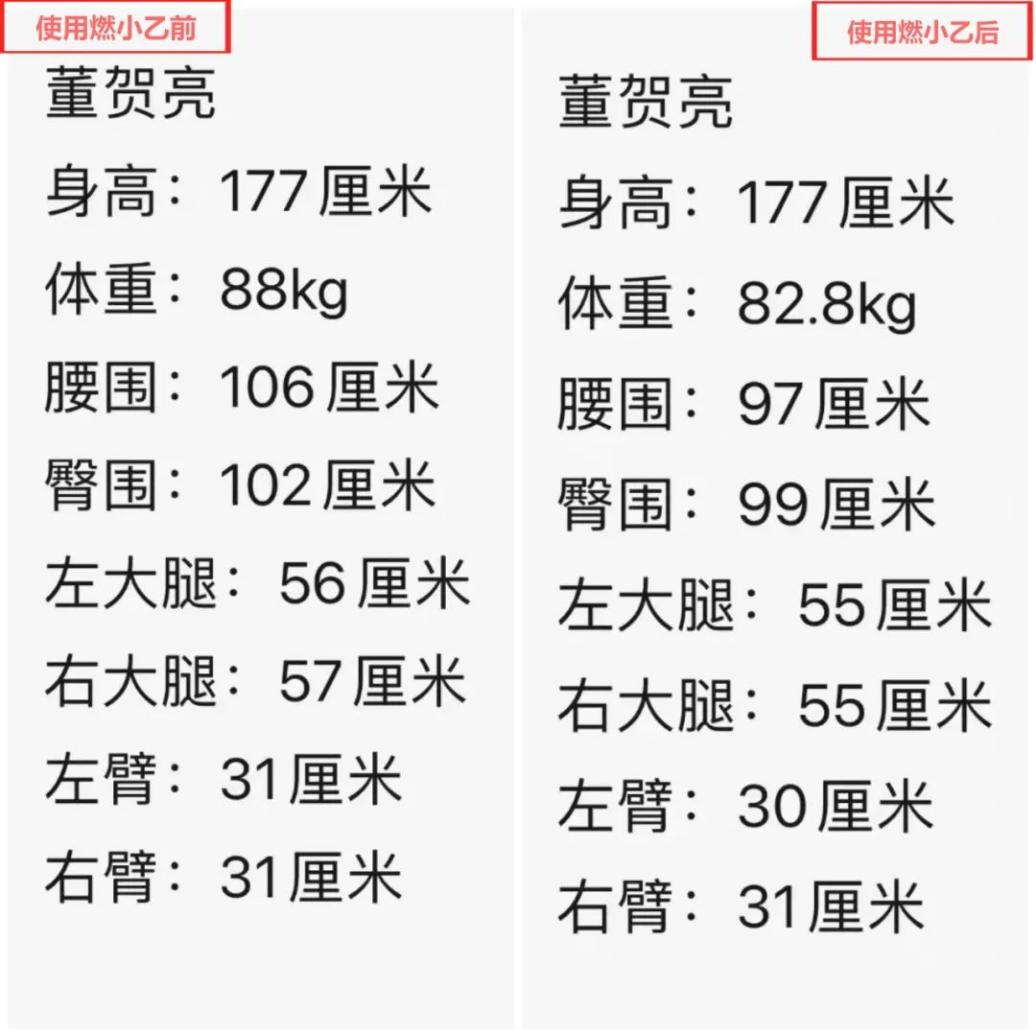 使用燃小乙前
董贺亮
身高：177厘米
体重：88kg
腰围：106厘米
臀围：102厘米
左大腿：56厘米
右大腿：57厘米
左臂：31厘米
右臂：31厘米
使用燃小乙后
董贺亮
身高：177厘米
体重：82.8kg
腰围：97厘米
臀围：99厘米
左大腿：55厘米
右大腿：55厘米
左臂：30厘米
右臂：31厘米